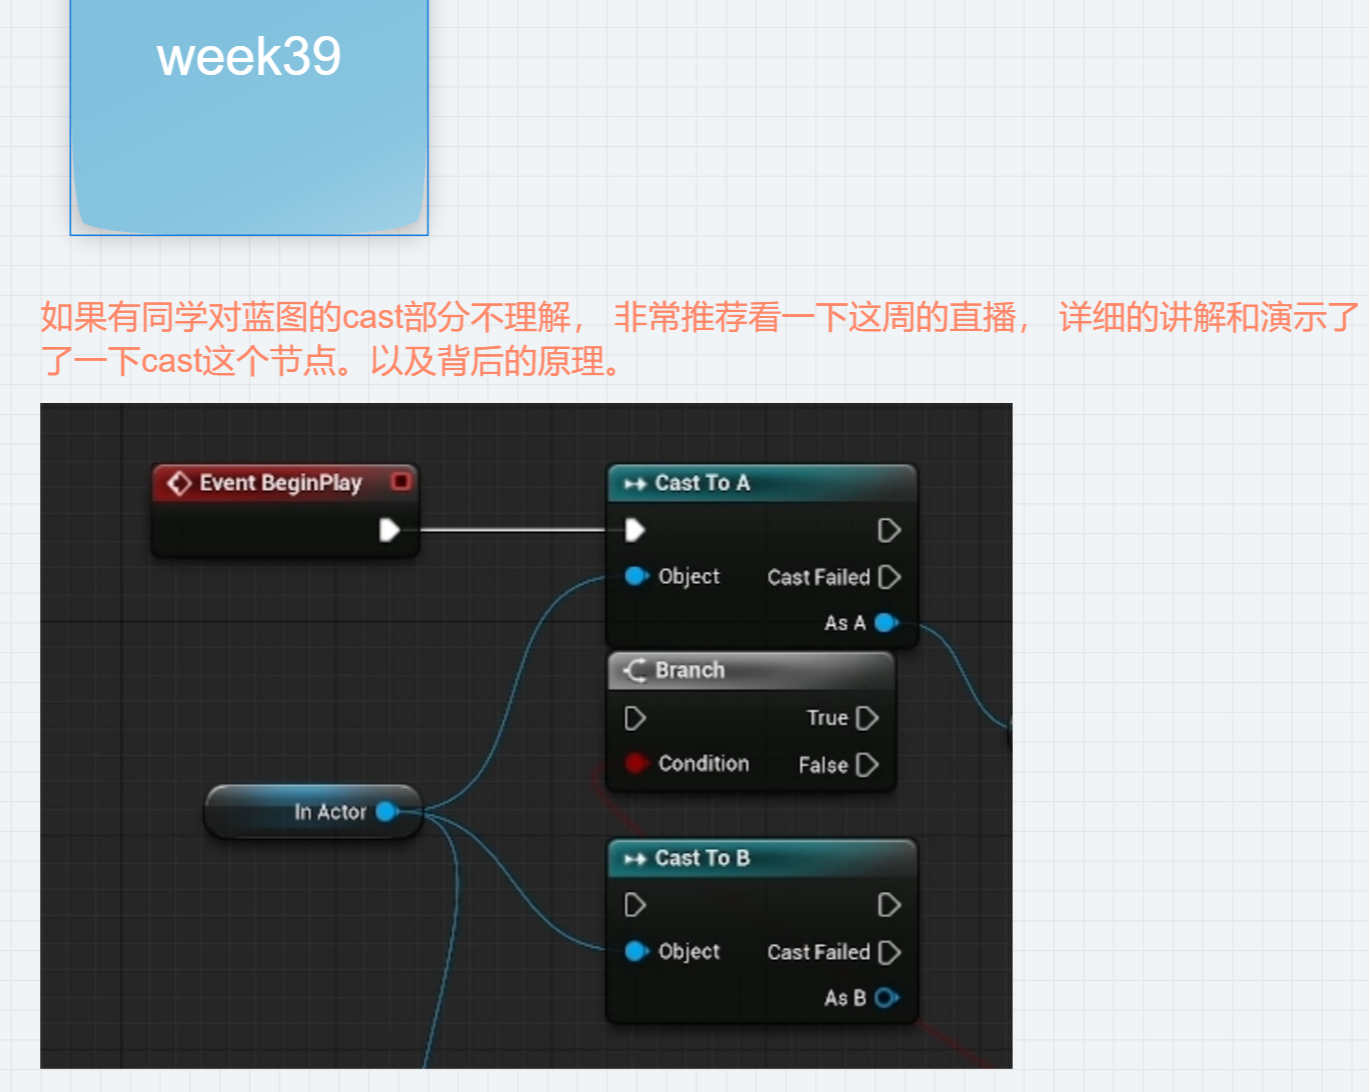 week39
如果有同学对蓝图的cast部分不理解， 非常推荐看一下这周的直播， 详细的讲解和演示了
了一下cast这个节点。以及背后的原理。
Event BeginPlay
Cast To A
Object
Cast Failed
As A
Branch
True
Condition
False
In Actor
Cast To B
Object
Cast Failed
As B